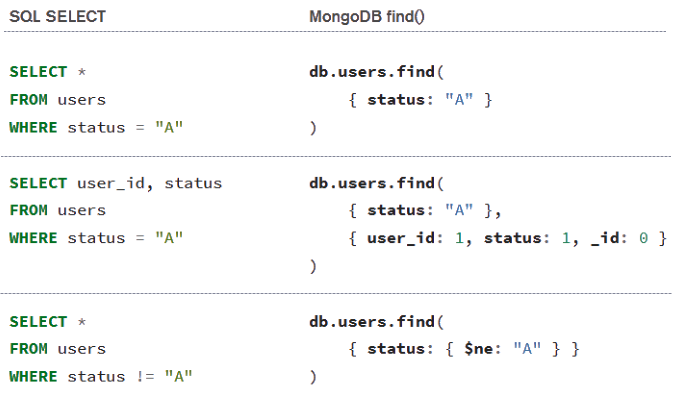 SQL SELECT MongoDB find()
SELECT * db.users.find(
FROM users { status: "A" }
WHERE status = "A" )
SELECT user_id, status db.users.find(
FROM users { status: "A" },
WHERE status = "A" { user_id: 1, status: 1, _id: 0 }
)
SELECT * db.users.find(
FROM users { status: { $ne: "A" } }
WHERE status != "A" )